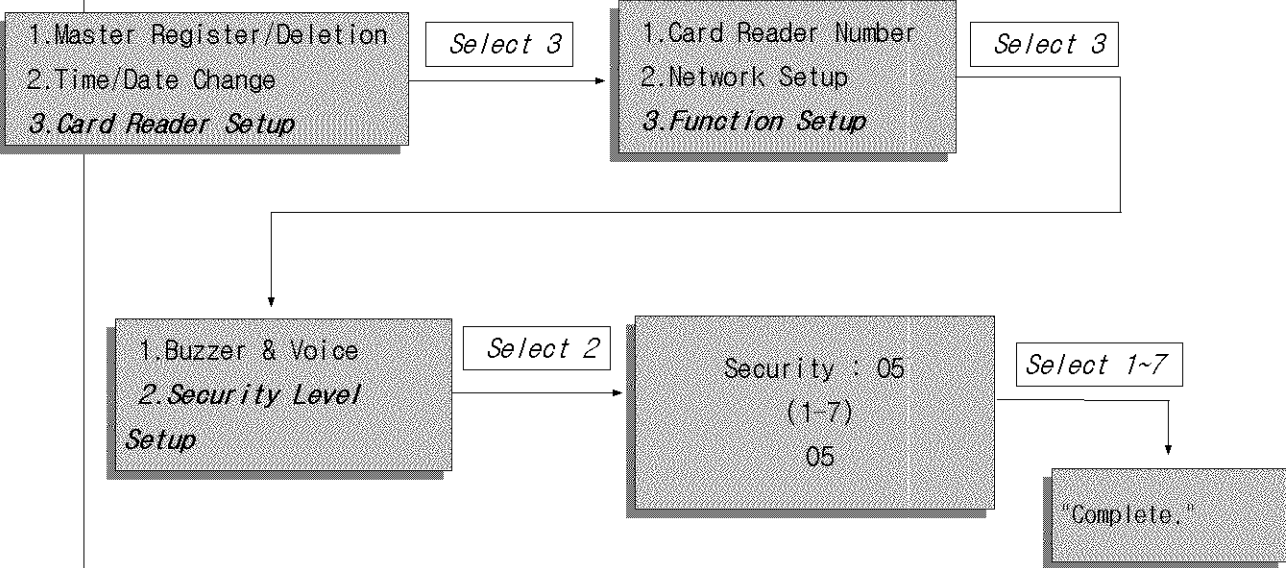 1.Master Register/Deletion
2.Time/Date Change
3.Card Reader Setup
Select 3
1.Card Reader Number
2.Network Setup
3.Function Setup
Select 3
1.Buzzer & Voice
2.Security Level
Setup
Select 2
Security : 05
(1-7)
05
Select 1~7
"Complete."